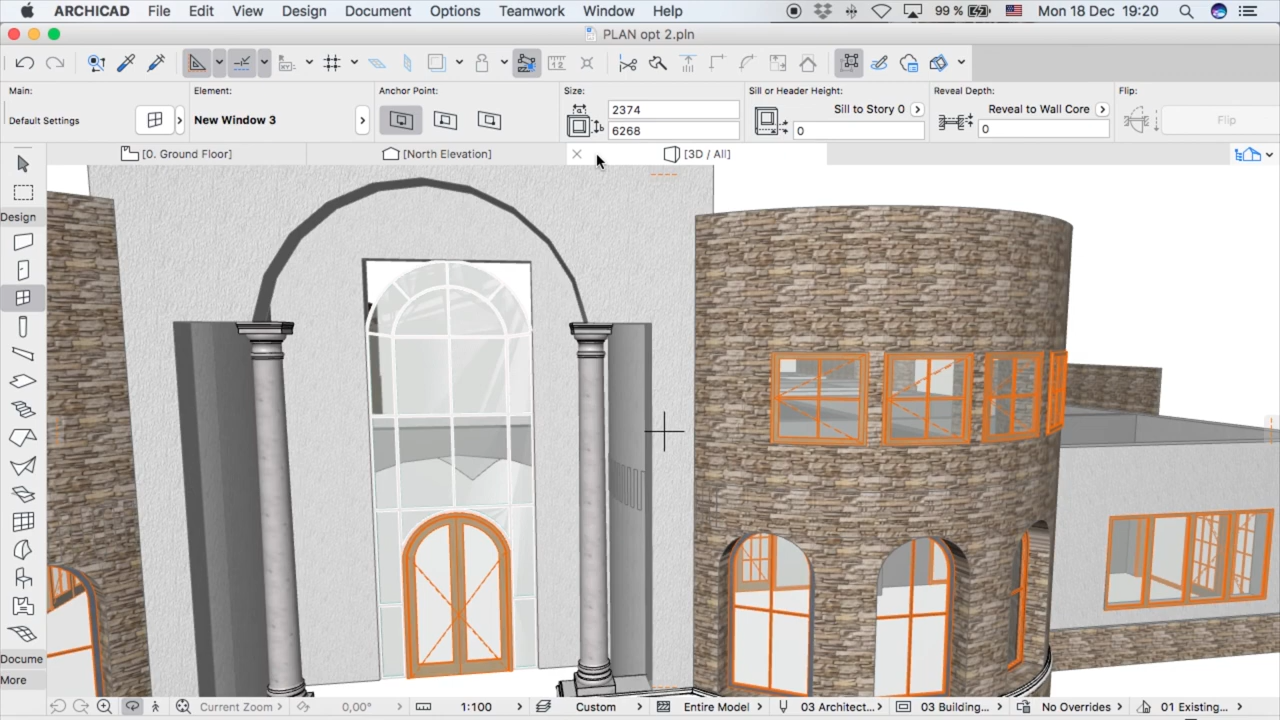 ARCHICAD File Edit View Design Document Options Teamwork Window Help 99 % Mon 18 Dec 19:20
PLAN opt 2.pln
Main: Element: Anchor Point: Size: Sill or Header Height: Reveal Depth: Flip:
Default Settings New Window 3 2374 Sill to Story 0 Reveal to Wall Core Flip
6268 0 0
[0. Ground Floor] [North Elevation] [3D / All]
Design
Docume
More
Current Zoom 0,00° 1:100 Custom Entire Model 03 Architect... 03 Building... No Overrides 01 Existing...